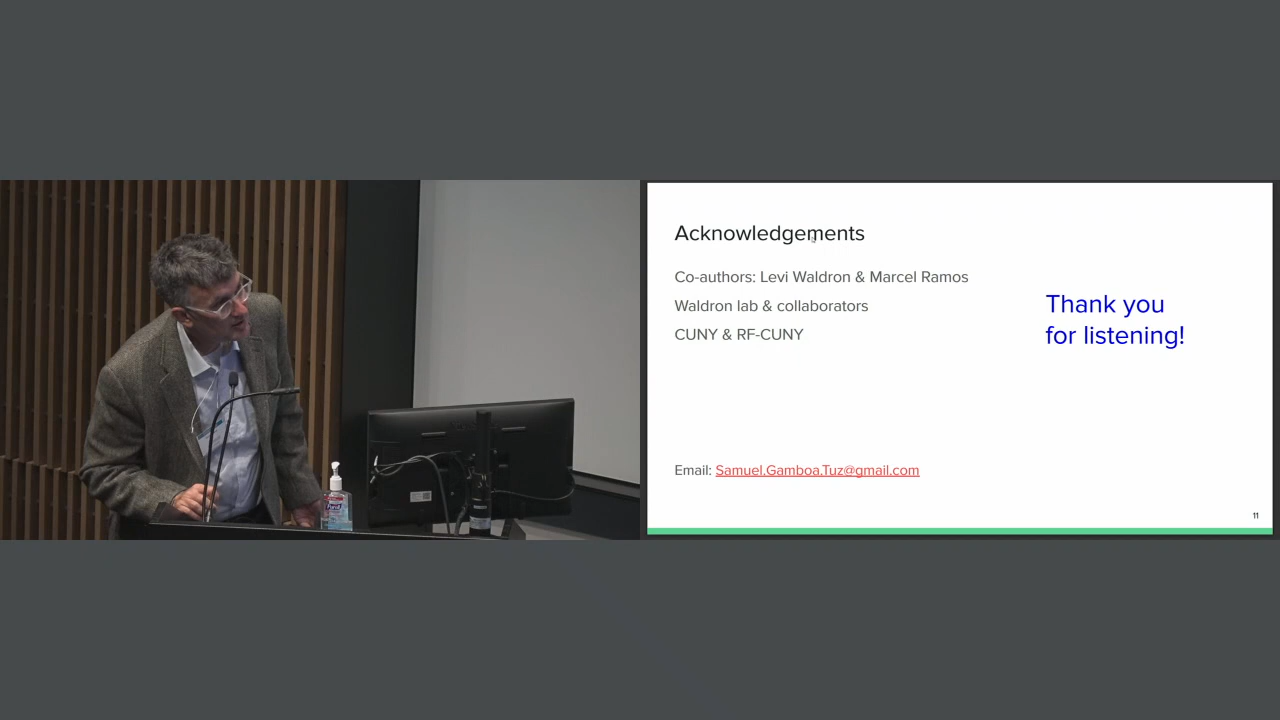 Acknowledgements
Co-authors: Levi Waldron & Marcel Ramos
Waldron lab & collaborators
CUNY & RF-CUNY
Thank you
for listening!
Email: Samuel.Gamboa.Tuz@gmail.com
11